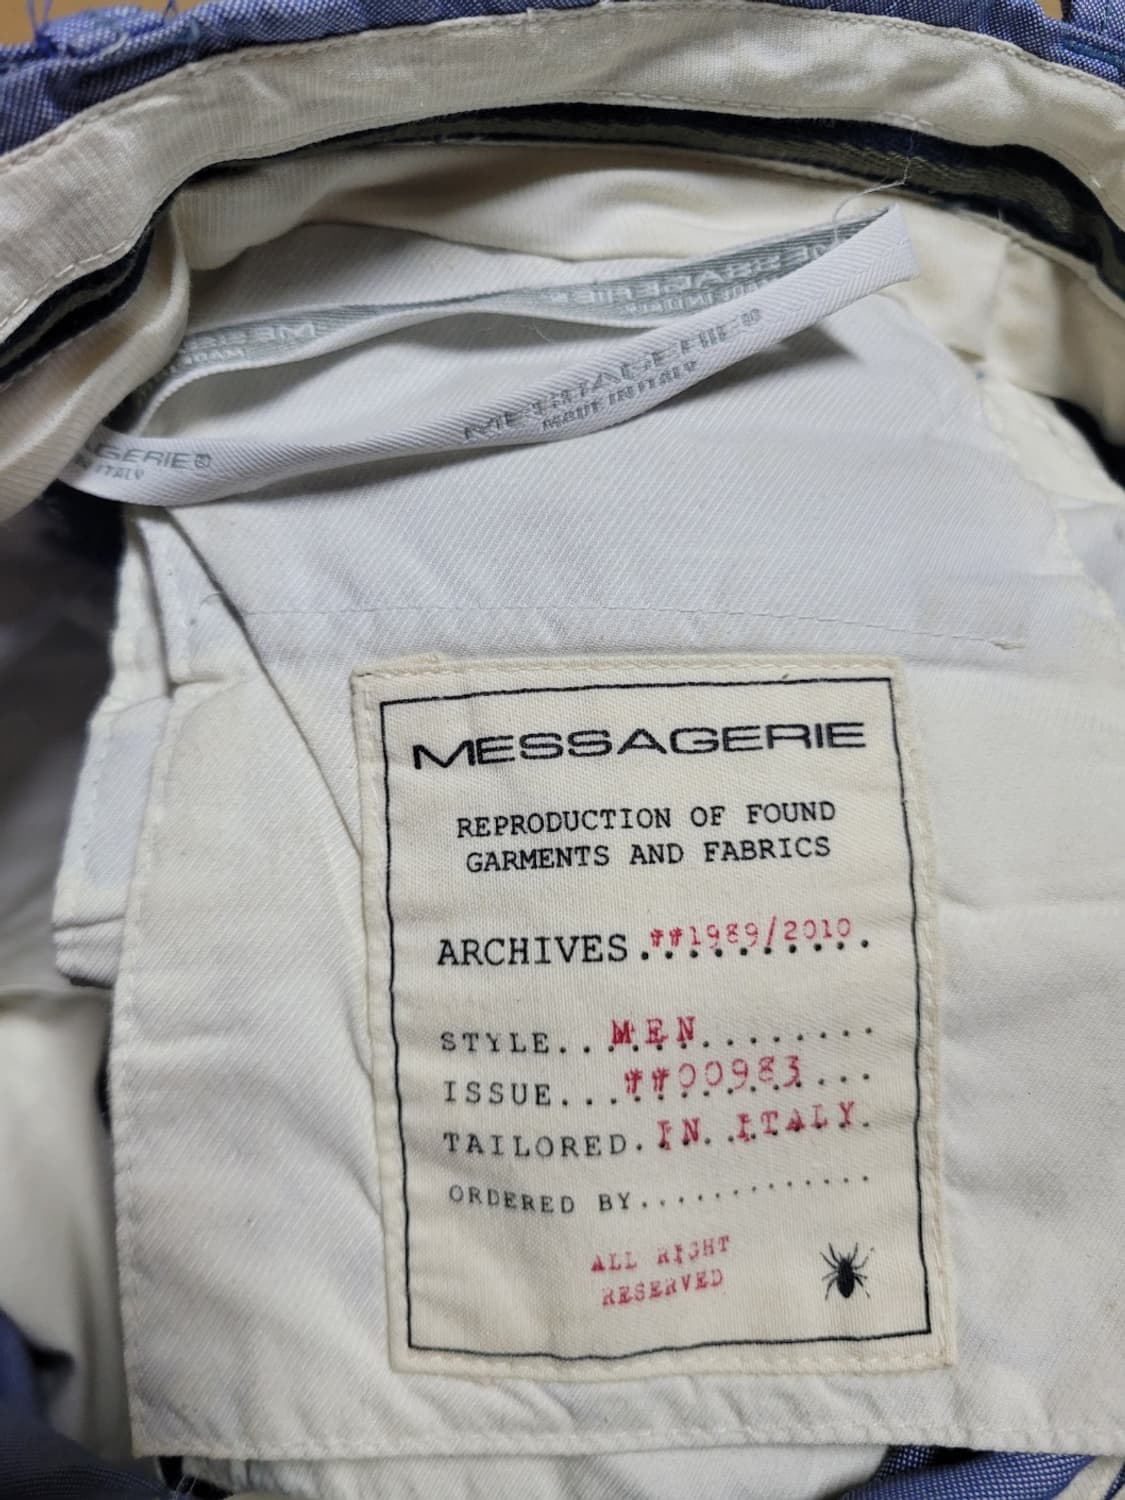 MESSAGERIE®
MADE IN ITALY
MESSAGERIE
REPRODUCTION OF FOUND
GARMENTS AND FABRICS
ARCHIVES.##1989/2010.
STYLE...MEN........
ISSUE...##00983...
TAILORED.IN.ITALY.
ORDERED BY.............
ALL RIGHT
RESERVED